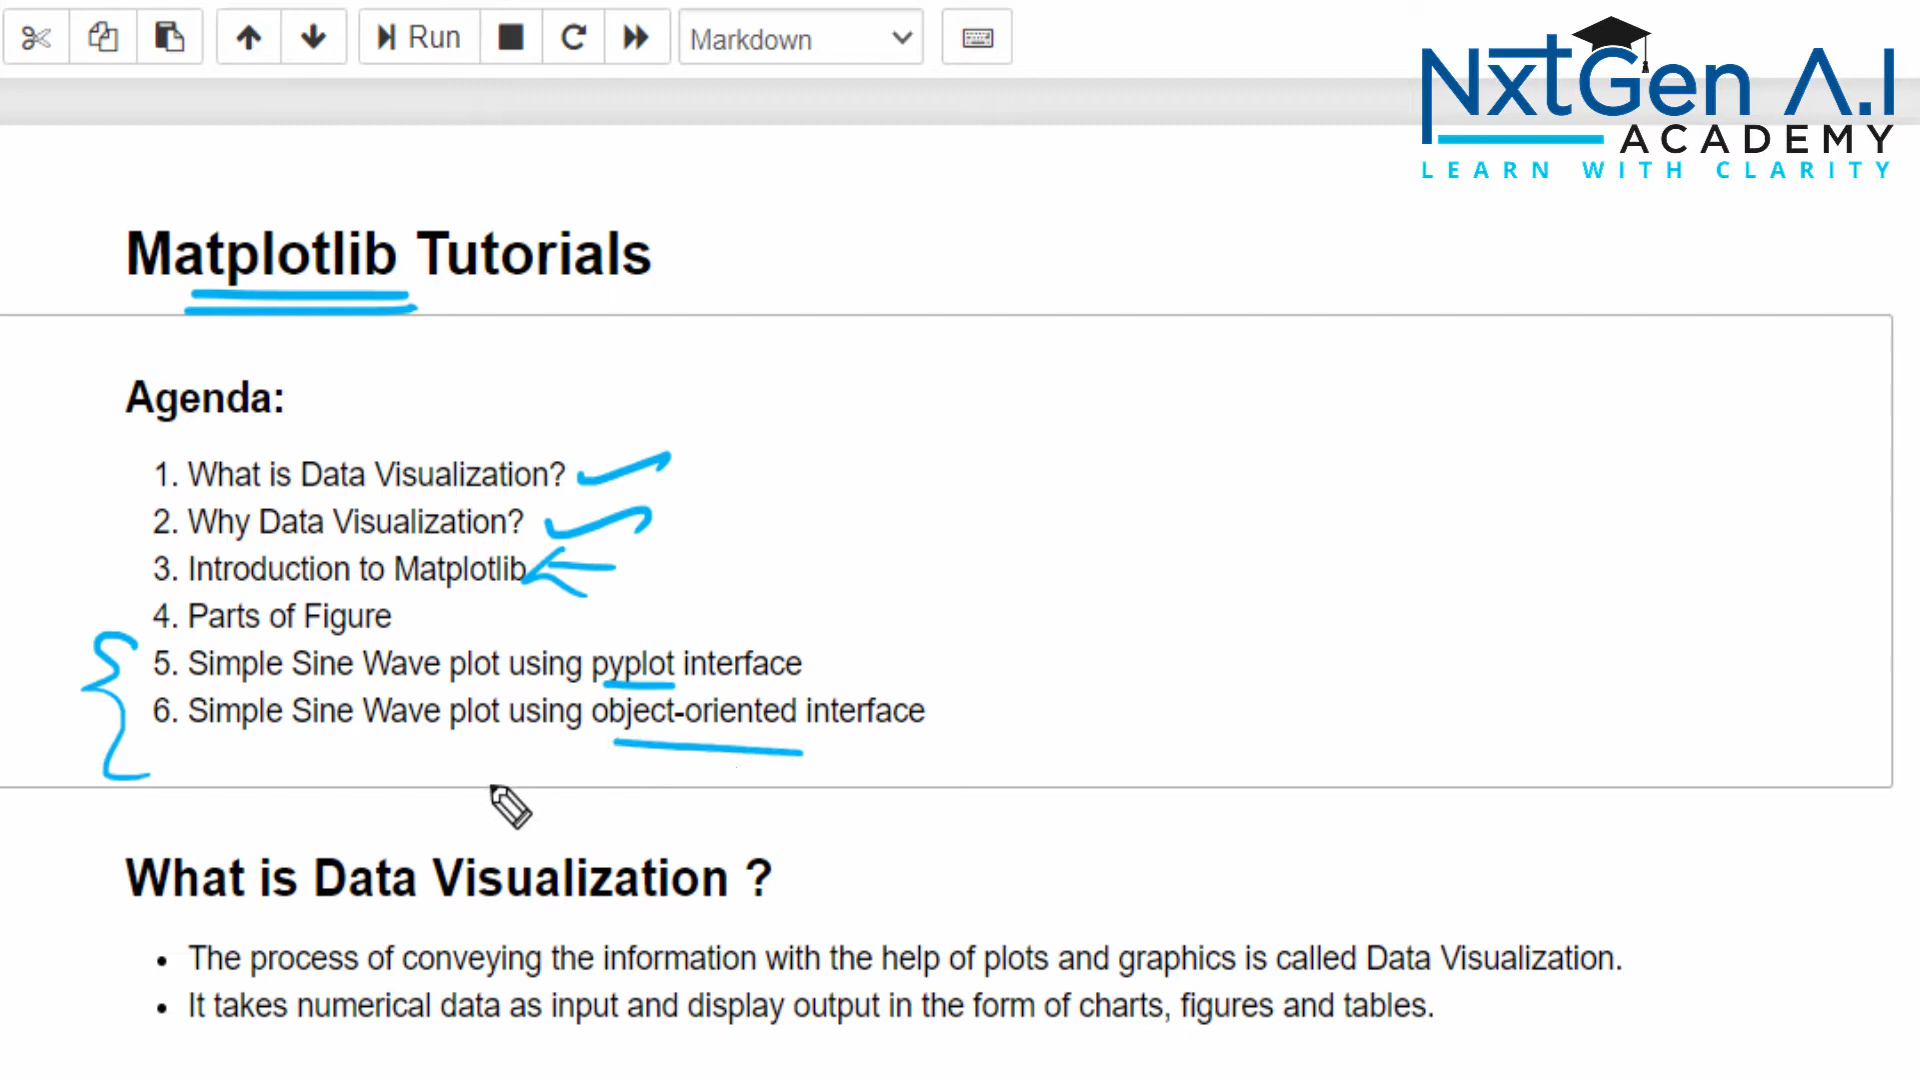 Run
Markdown
NxtGen A.I
ACADEMY
LEARN WITH CLARITY
Matplotlib Tutorials
Agenda:
1. What is Data Visualization?
2. Why Data Visualization?
3. Introduction to Matplotlib
4. Parts of Figure
5. Simple Sine Wave plot using pyplot interface
6. Simple Sine Wave plot using object-oriented interface
What is Data Visualization ?
• The process of conveying the information with the help of plots and graphics is called Data Visualization.
• It takes numerical data as input and display output in the form of charts, figures and tables.